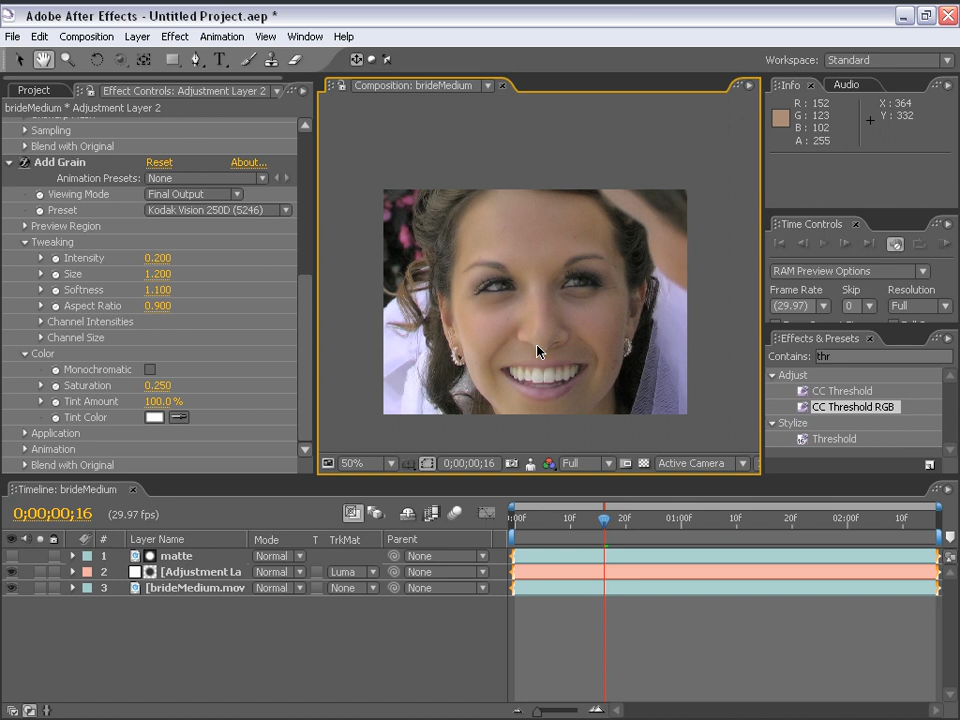 Adobe After Effects - Untitled Project.aep *
File Edit Composition Layer Effect Animation View Window Help
Workspace: Standard
Project Effect Controls: Adjustment Layer 2
brideMedium * Adjustment Layer 2
Sampling
Blend with Original
Add Grain Reset About...
Animation Presets: None
Viewing Mode Final Output
Preset Kodak Vision 250D (5246)
Preview Region
Tweaking
Intensity 0.200
Size 1.200
Softness 1.100
Aspect Ratio 0.900
Channel Intensities
Channel Size
Color
Monochromatic
Saturation 0.250
Tint Amount 100.0 %
Tint Color
Application
Animation
Blend with Original
Composition: brideMedium
50% 0;00;00;16 Full Active Camera
Info Audio
R : 152 X : 364
G : 123 Y : 332
B : 102
A : 255
Time Controls
RAM Preview Options
Frame Rate Skip Resolution
(29.97) 0 Full
Effects & Presets
Contains: thr
Adjust
CC Threshold
CC Threshold RGB
Stylize
Threshold
Timeline: brideMedium
0;00;00;16 (29.97 fps)
:00f 10f 20f 01:00f 10f 20f 02:00f 10f
# Layer Name Mode T TrkMat Parent
1 matte Normal None
2 [Adjustment La Normal Luma None
3 [brideMedium.mov Normal None None